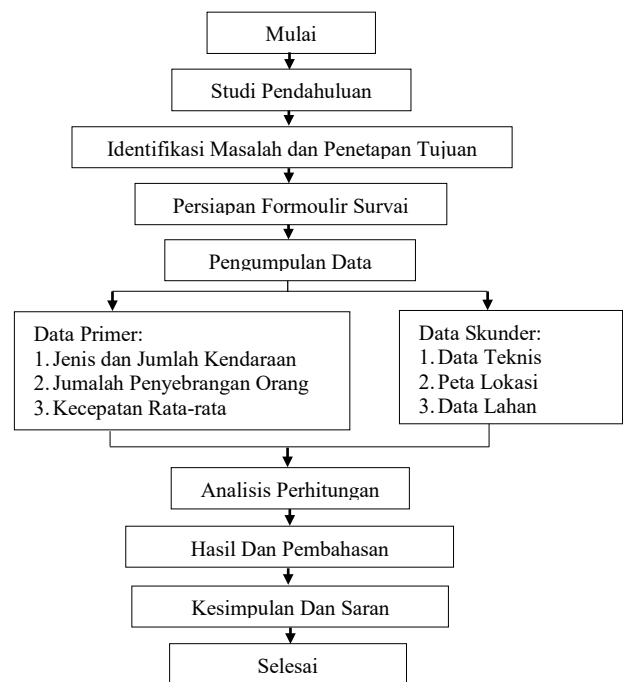 Mulai
Studi Pendahuluan
Identifikasi Masalah dan Penetapan Tujuan
Persiapan Formoulir Survai
Pengumpulan Data
Data Primer:
1. Jenis dan Jumlah Kendaraan
2. Jumalah Penyebrangan Orang
3. Kecepatan Rata-rata
Data Skunder:
1. Data Teknis
2. Peta Lokasi
3. Data Lahan
Analisis Perhitungan
Hasil Dan Pembahasan
Kesimpulan Dan Saran
Selesai